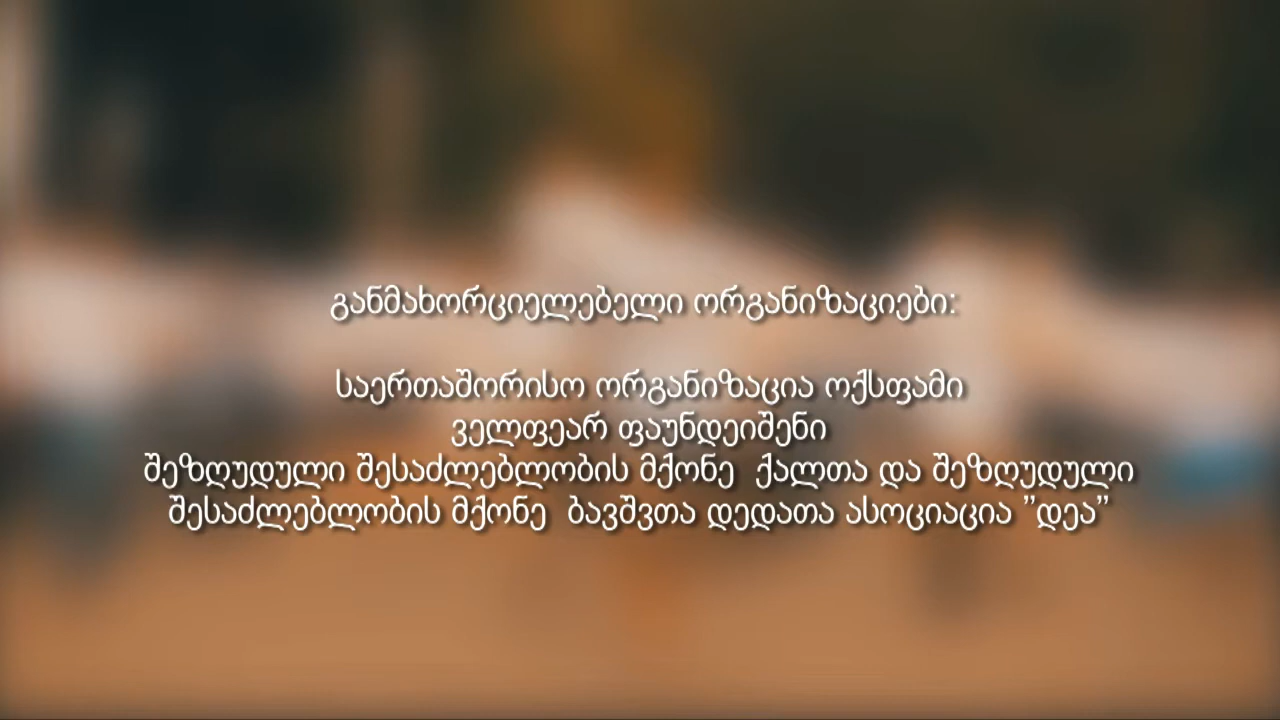 განმახორციელებელი ორგანიზაციები:
საერთაშორისო ორგანიზაცია ოქსფამი
ველფეარ ფაუნდეიშენი
შეზღუდული შესაძლებლობის მქონე  ქალთა და შეზღუდული
შესაძლებლობის მქონე  ბავშვთა დედათა ასოციაცია ”დეა”